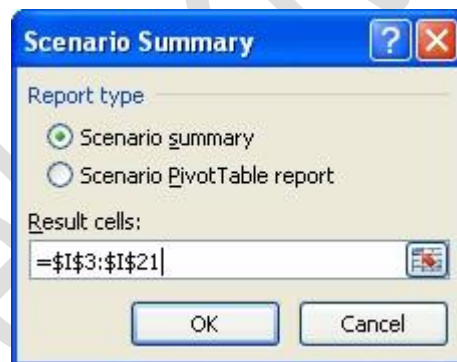 Scenario Summary
Report type
Scenario summary
Scenario PivotTable report
Result cells:
=$I$3:$I$21
OK
Cancel